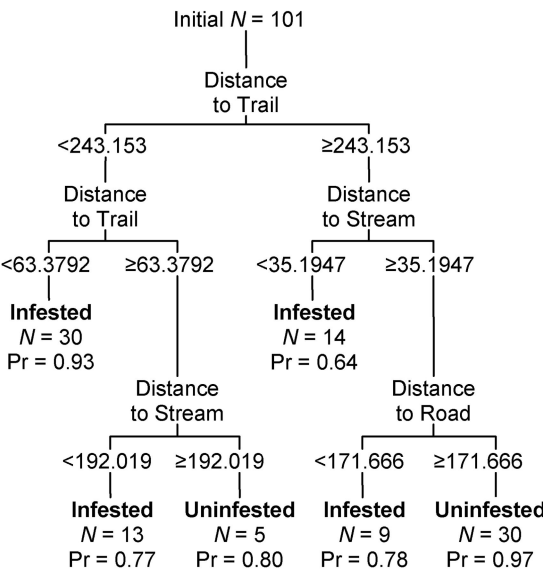 Initial N = 101
Distance
to Trail
<243.153 ≥243.153
Distance
to Trail
Distance
to Stream
<63.3792 ≥63.3792 <35.1947 ≥35.1947
Infested
N = 30
Pr = 0.93
Infested
N = 14
Pr = 0.64
Distance
to Stream
Distance
to Road
<192.019 ≥192.019 <171.666 ≥171.666
Infested
N = 13
Pr = 0.77
Uninfested
N = 5
Pr = 0.80
Infested
N = 9
Pr = 0.78
Uninfested
N = 30
Pr = 0.97